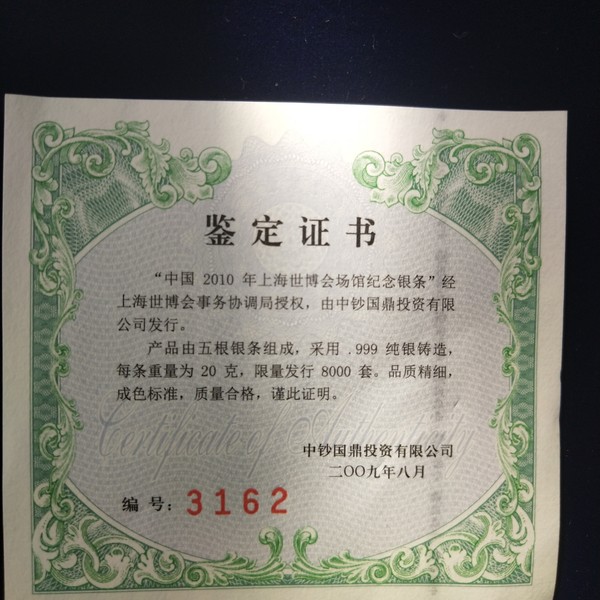 鉴定证书
“中国 2010 年上海世博会场馆纪念银条”经
上海世博会事务协调局授权，由中钞国鼎投资有限
公司发行。
产品由五根银条组成，采用 .999 纯银铸造，
每条重量为 20 克，限量发行 8000 套。品质精细，
成色标准，质量合格，谨此证明。
Certificate of Authenticity
中钞国鼎投资有限公司
二〇〇九年八月
编号：3162